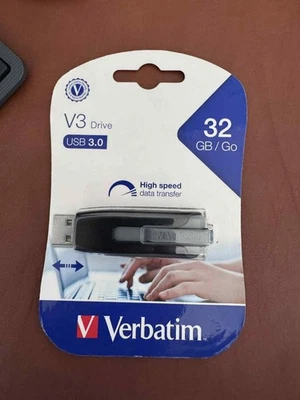 V
V3 Drive
USB 3.0
32
GB / Go
High speed
data transfer
Verbatim